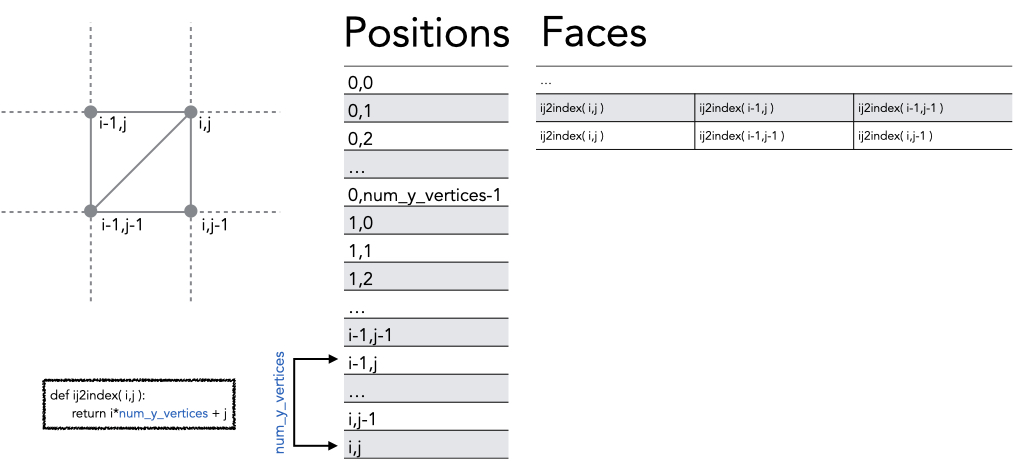 Positions
Faces
i-1,j
i,j
i-1,j-1
i,j-1
def ij2index( i,j ):
return i*num_y_vertices + j
num_y_vertices
0,0
0,1
0,2
...
0,num_y_vertices-1
1,0
1,1
1,2
...
i-1,j-1
i-1,j
...
i,j-1
i,j
...
ij2index( i,j ) ij2index( i-1,j ) ij2index( i-1,j-1 )
ij2index( i,j ) ij2index( i-1,j-1 ) ij2index( i,j-1 )